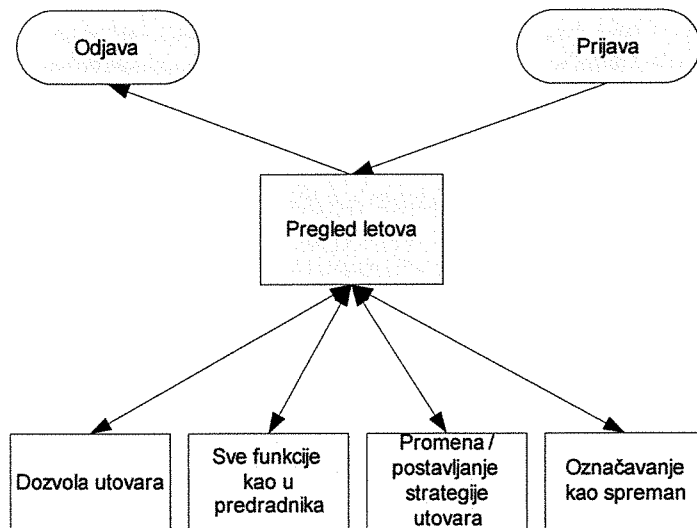 Odjava
Prijava
Pregled letova
Dozvola utovara
Sve funkcije
kao u
predradnika
Promena /
postavljanje
strategije
utovara
Označavanje
kao spreman